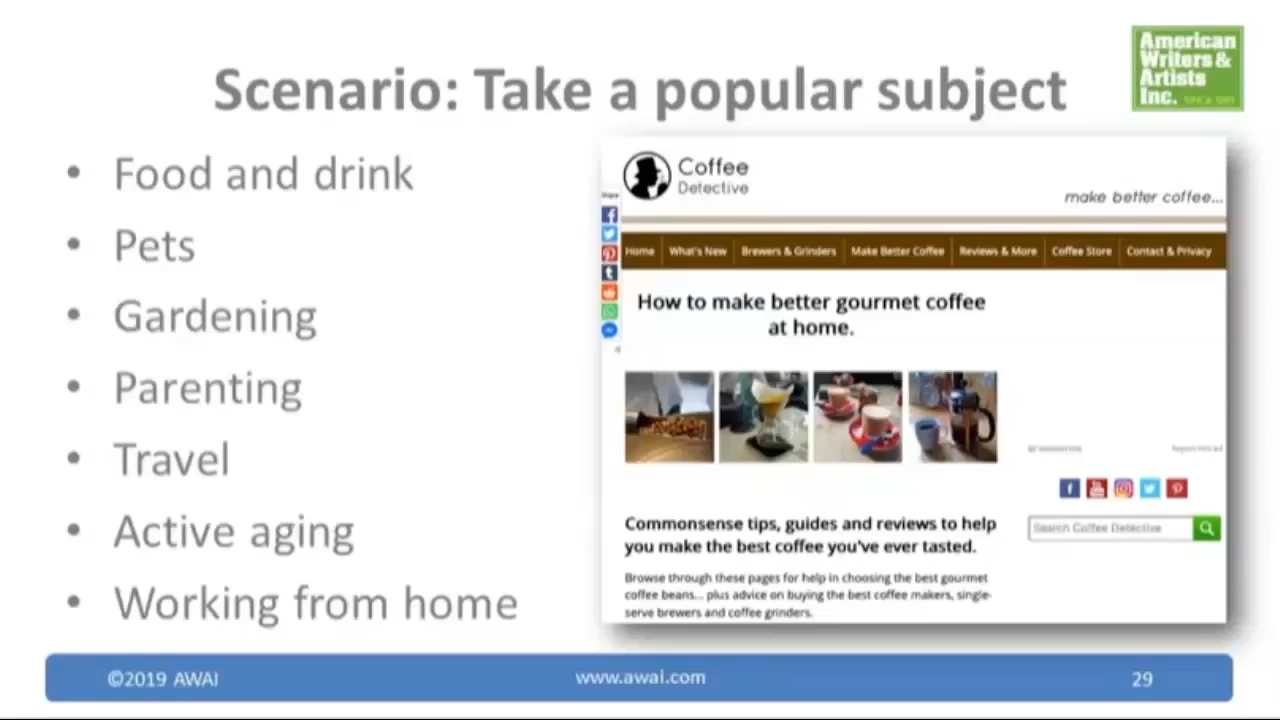 Scenario: Take a popular subject
American
Writers &
Artists
Inc.
• Food and drink
• Pets
• Gardening
• Parenting
• Travel
• Active aging
• Working from home
Coffee
Detective
make better coffee...
Home
What's New
Brewers & Grinders
Make Better Coffee
Reviews & More
Coffee Store
Contact & Privacy
How to make better gourmet coffee
at home.
Commonsense tips, guides and reviews to help
you make the best coffee you've ever tasted.
Browse through these pages for help in choosing the best gourmet
coffee beans... plus advice on buying the best coffee makers, single-
serve brewers and coffee grinders.
Search Coffee Detective
©2019 AWAI
www.awai.com
29